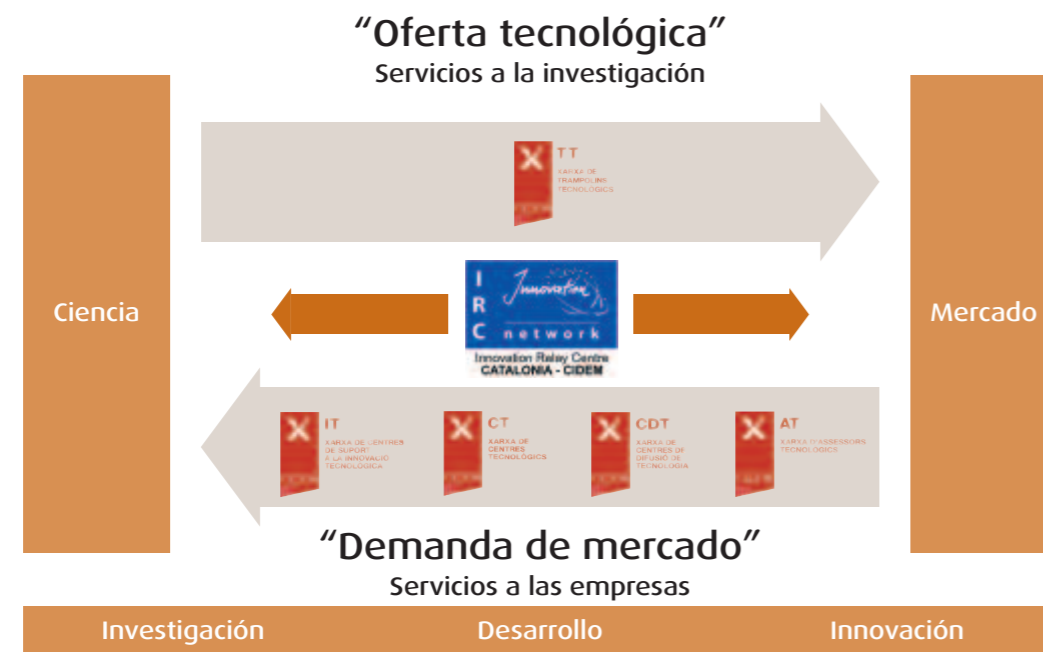 “Oferta tecnológica”
Servicios a la investigación
X TT
XARXA DE
TRAMPOLINS
TECNOLÒGICS
Ciencia
I
R
C
Innovation
network
Innovation Relay Centre
CATALONIA - CIDEM
Mercado
X IT
XARXA DE CENTRES
DE SUPORT
A LA INNOVACIÓ
TECNOLÒGICA
X CT
XARXA DE
CENTRES
TECNOLÒGICS
X CDT
XARXA DE
CENTRES DE
DIFUSIÓ DE
TECNOLOGIA
X AT
XARXA D'ASSESSORS
TECNOLÒGICS
“Demanda de mercado”
Servicios a las empresas
Investigación
Desarrollo
Innovación